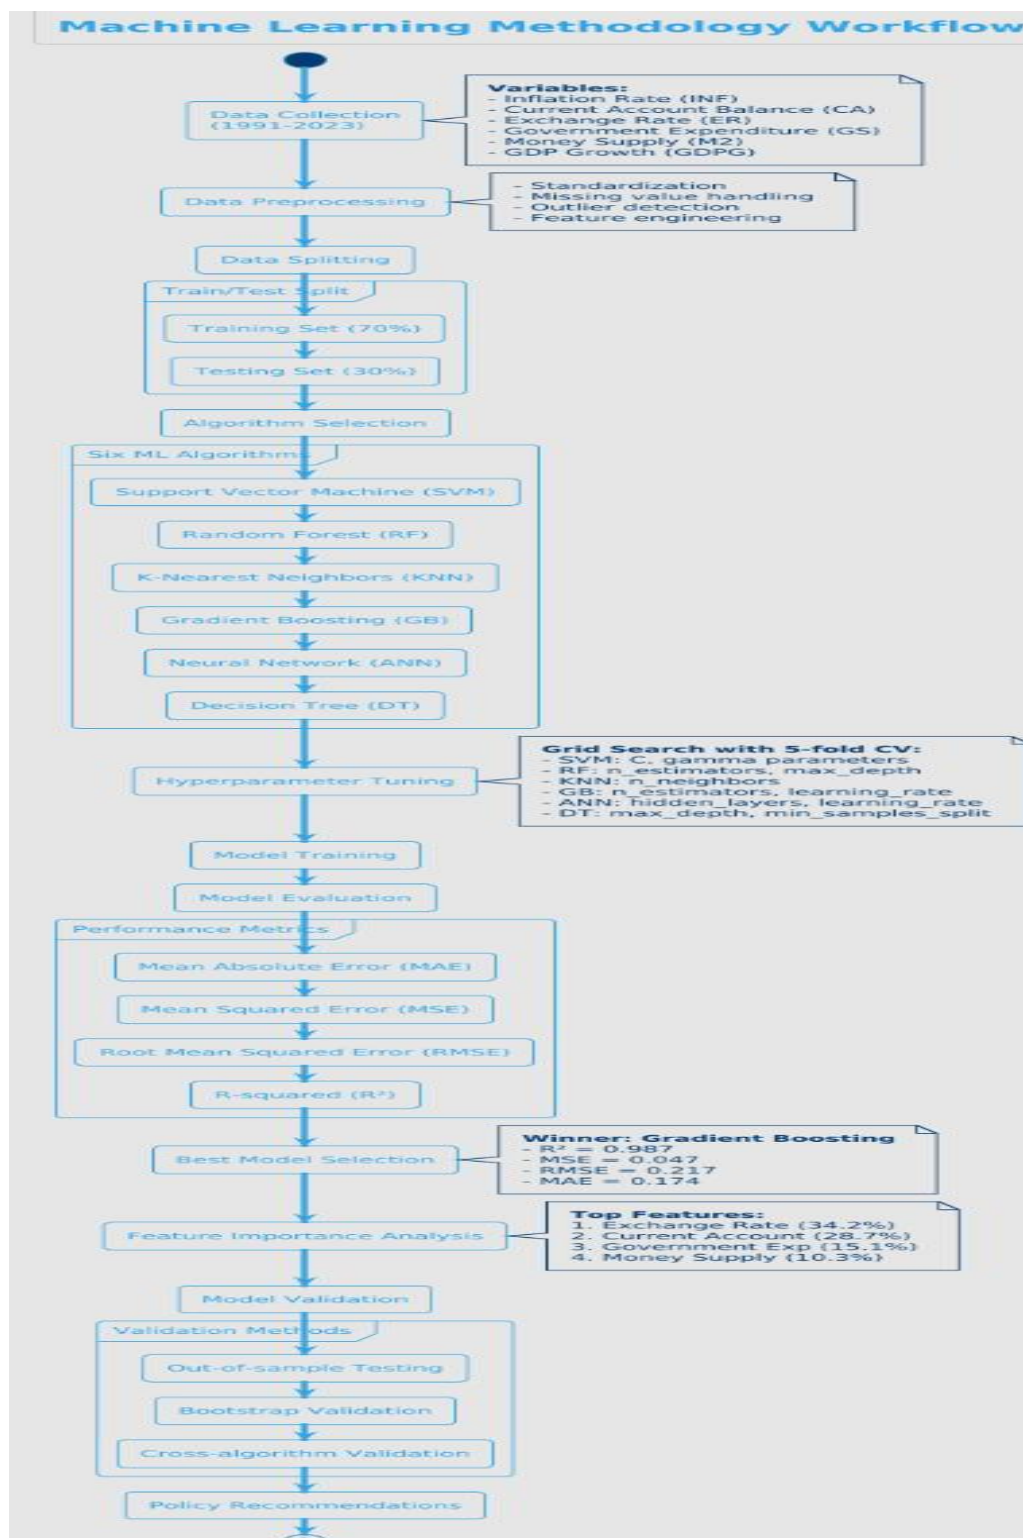 Machine Learning Methodology Workflow
Data Collection
(1991-2023)
Variables:
- Inflation Rate (INF)
- Current Account Balance (CA)
- Exchange Rate (ER)
- Government Expenditure (GS)
- Money Supply (M2)
- GDP Growth (GDPG)
Data Preprocessing
- Standardization
- Missing value handling
- Outlier detection
- Feature engineering
Data Splitting
Train/Test Split
Training Set (70%)
Testing Set (30%)
Algorithm Selection
Six ML Algorithms
Support Vector Machine (SVM)
Random Forest (RF)
K-Nearest Neighbors (KNN)
Gradient Boosting (GB)
Neural Network (ANN)
Decision Tree (DT)
Hyperparameter Tuning
Grid Search with 5-fold CV:
- SVM: C, gamma parameters
- RF: n_estimators, max_depth
- KNN: n_neighbors
- GB: n_estimators, learning_rate
- ANN: hidden_layers, learning_rate
- DT: max_depth, min_samples_split
Model Training
Model Evaluation
Performance Metrics
Mean Absolute Error (MAE)
Mean Squared Error (MSE)
Root Mean Squared Error (RMSE)
R-squared (R²)
Best Model Selection
Winner: Gradient Boosting
- R² = 0.987
- MSE = 0.047
- RMSE = 0.217
- MAE = 0.174
Feature Importance Analysis
Top Features:
1. Exchange Rate (34.2%)
2. Current Account (28.7%)
3. Government Exp (15.1%)
4. Money Supply (10.3%)
Model Validation
Validation Methods
Out-of-sample Testing
Bootstrap Validation
Cross-algorithm Validation
Policy Recommendations